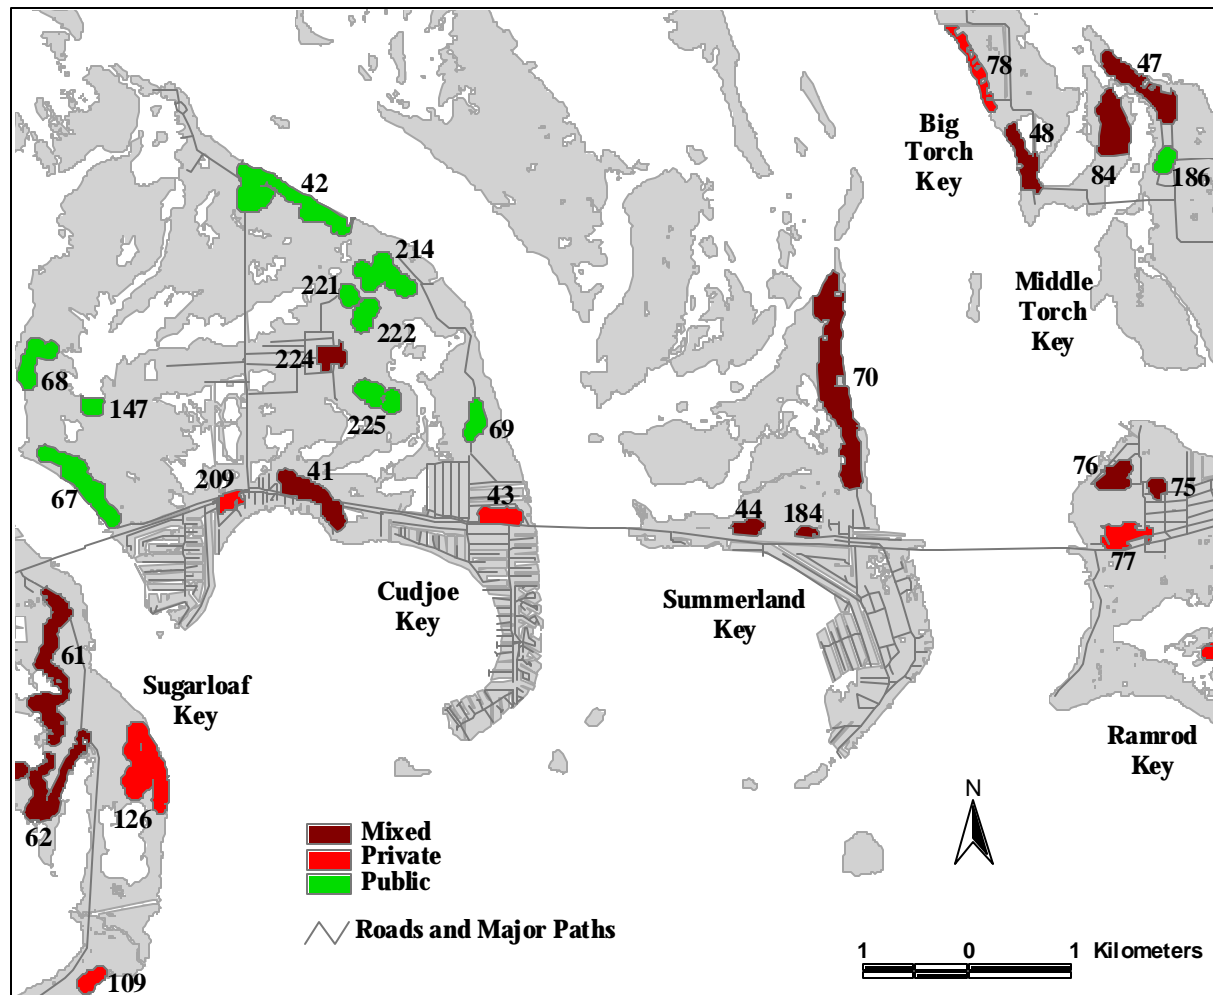 78
47
Big
Torch
Key
48
84
186
42
214
221
222
224
Middle
Torch
Key
68
147
225
69
70
67
209
41
43
44
184
76
75
77
Cudjoe
Key
Summerland
Key
61
Sugarloaf
Key
Ramrod
Key
126
62
N
Mixed
Private
Public
Roads and Major Paths
1 0 1 Kilometers
109